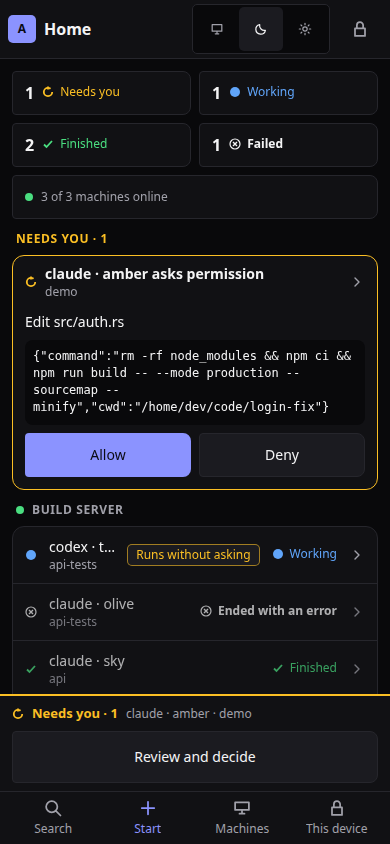 A Home
1 Needs you
1 Working
2 Finished
1 Failed
3 of 3 machines online
NEEDS YOU · 1
claude · amber asks permission
demo
Edit src/auth.rs
{"command":"rm -rf node_modules && npm ci &&
npm run build -- --mode production --
sourcemap --
minify","cwd":"/home/dev/code/login-fix"}
Allow
Deny
BUILD SERVER
codex · t… Runs without asking Working
api-tests
claude · olive Ended with an error
api-tests
claude · sky Finished
api
Needs you · 1 claude · amber · demo
Review and decide
Search
Start
Machines
This device